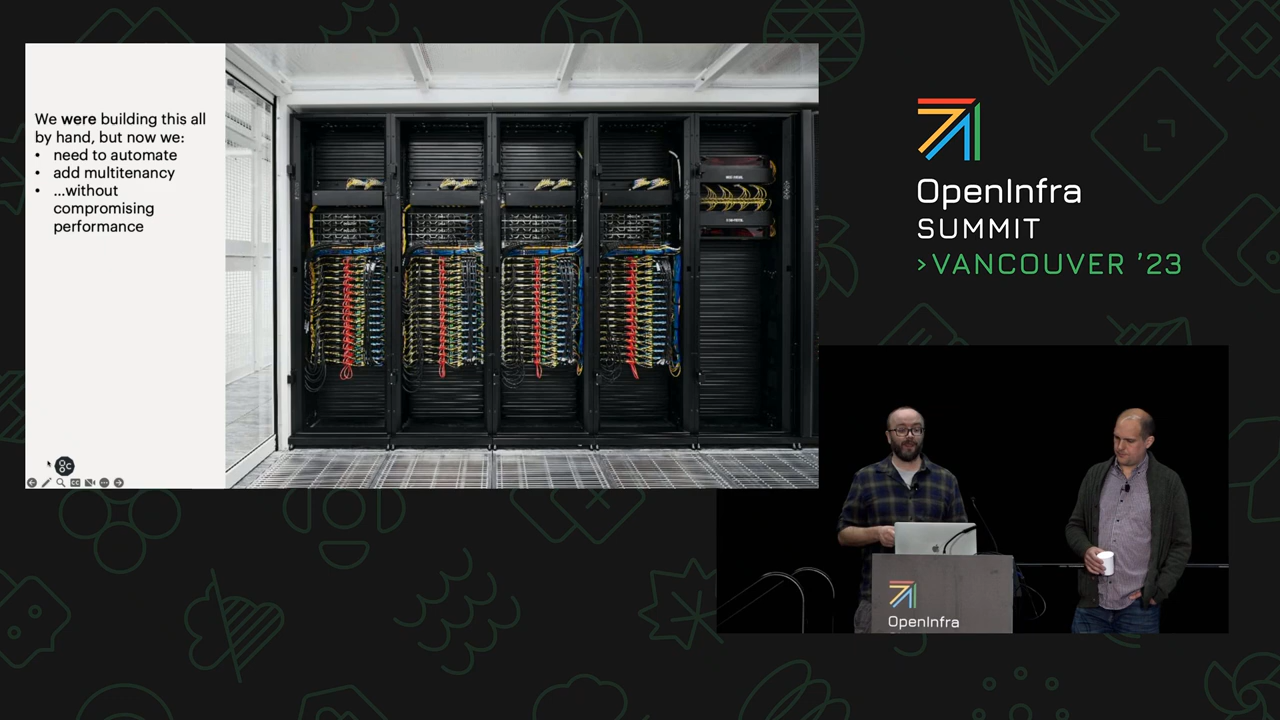 We were building this all
by hand, but now we:
• need to automate
• add multitenancy
• ...without
compromising
performance
OpenInfra
SUMMIT
>VANCOUVER '23
OpenInfra